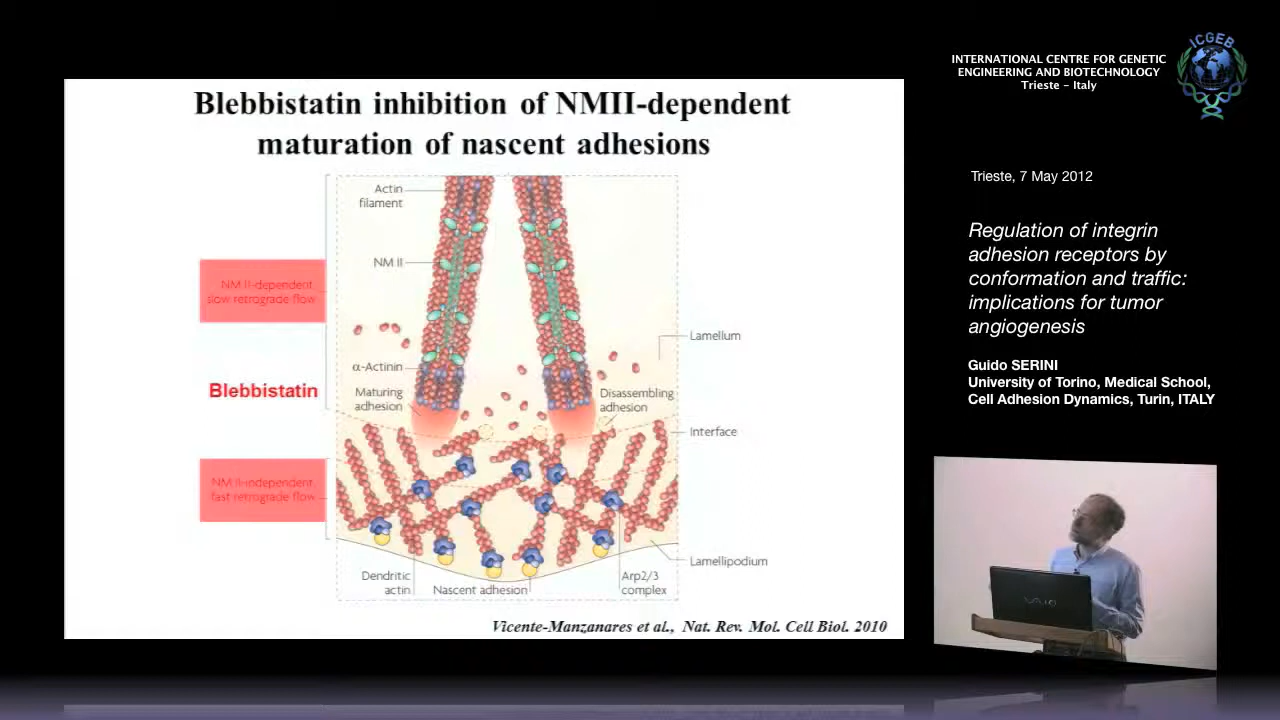 Blebbistatin inhibition of NMII-dependent
maturation of nascent adhesions
Actin
filament
NM II
NM II-dependent,
slow retrograde flow
Lamellum
α-Actinin
Blebbistatin
Maturing
adhesion
Disassembling
adhesion
Interface
NM II-independent,
fast retrograde flow
Lamellipodium
Dendritic
actin
Nascent adhesion
Arp2/3
complex
Vicente-Manzanares et al., Nat. Rev. Mol. Cell Biol. 2010
INTERNATIONAL CENTRE FOR GENETIC
ENGINEERING AND BIOTECHNOLOGY
Trieste - Italy
ICGEB
Trieste, 7 May 2012
Regulation of integrin
adhesion receptors by
conformation and traffic:
implications for tumor
angiogenesis
Guido SERINI
University of Torino, Medical School,
Cell Adhesion Dynamics, Turin, ITALY
VAIO